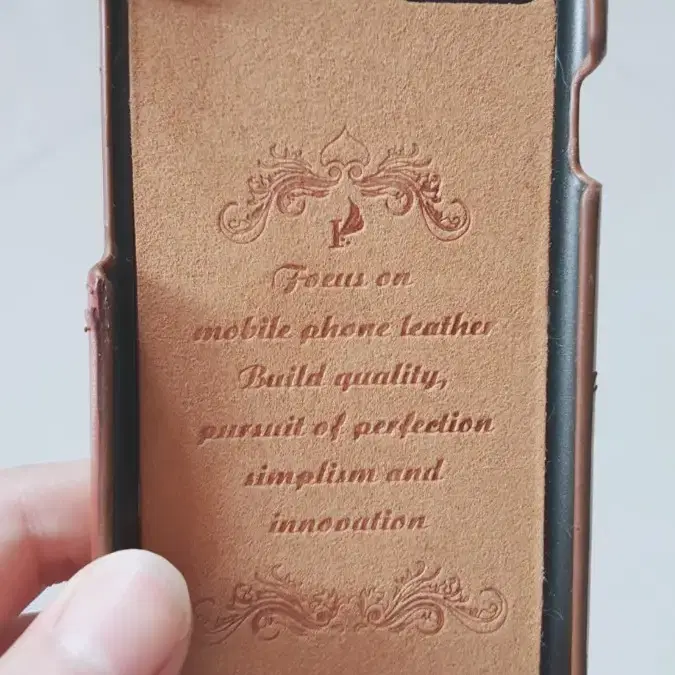 Focus on
mobile phone leather
Build quality,
pursuit of perfection
simplism and
innovation